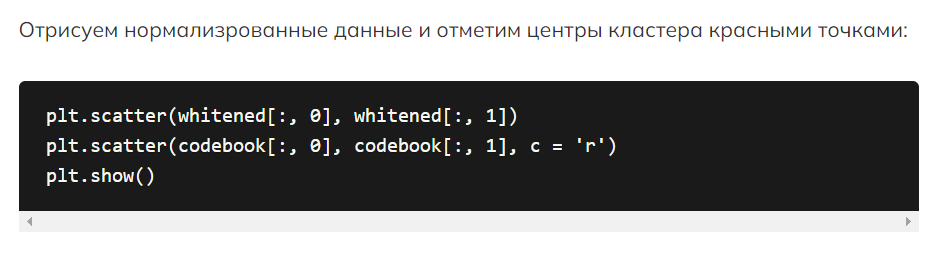 Отрисуем нормализрованные данные и отметим центры кластера красными точками:
plt.scatter(whitened[:, 0], whitened[:, 1])
plt.scatter(codebook[:, 0], codebook[:, 1], c = 'r')
plt.show()